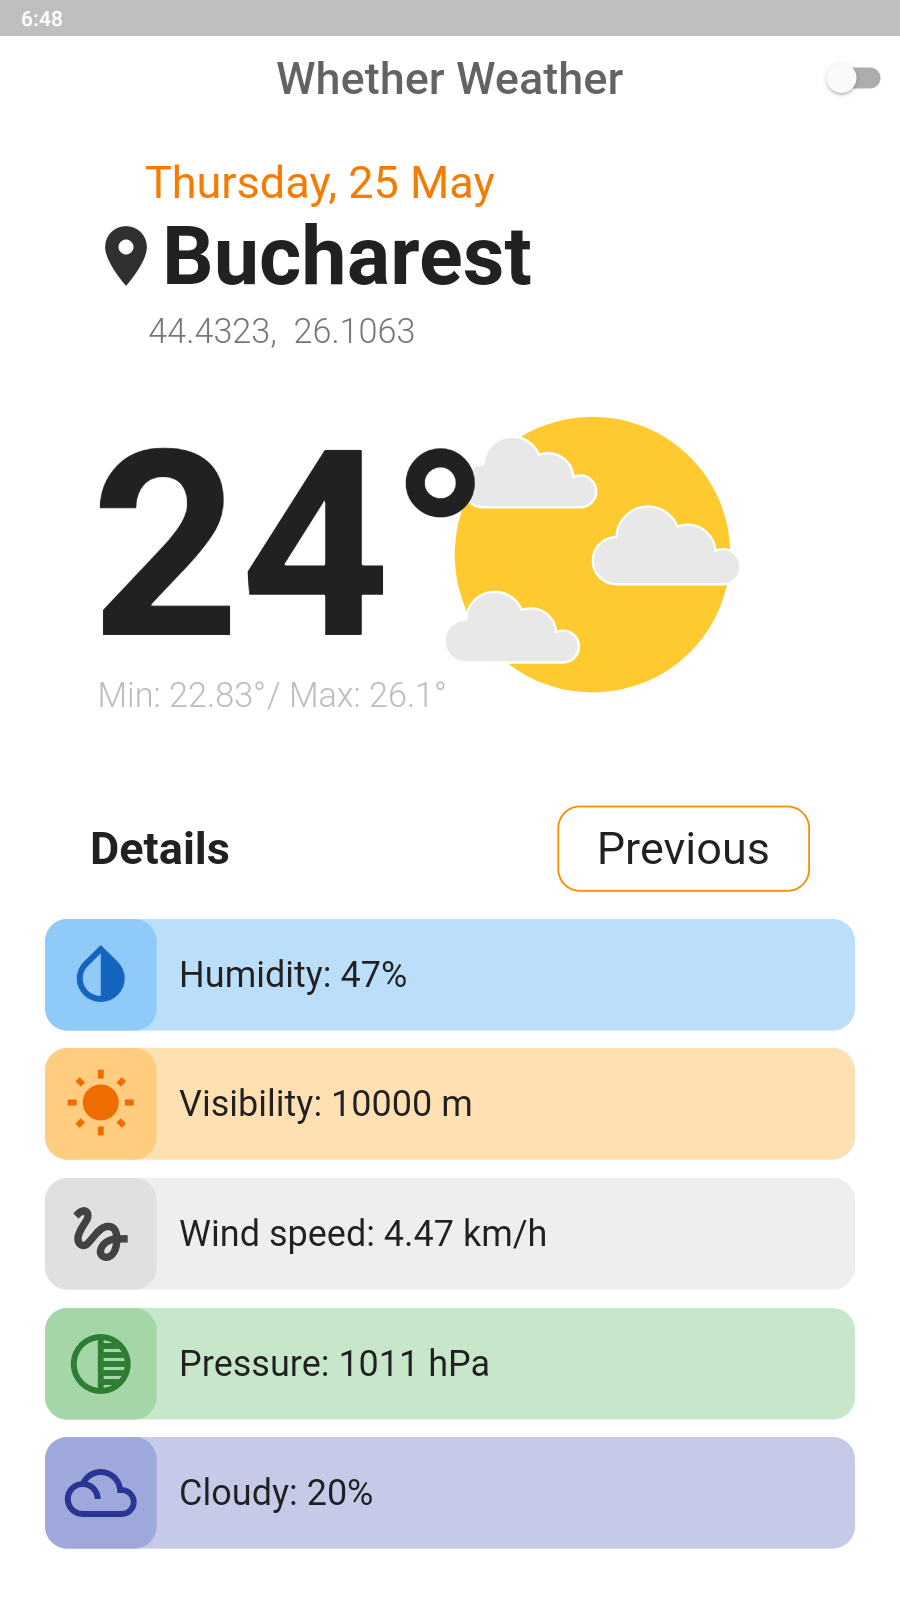 6:48
Whether Weather
Thursday, 25 May
Bucharest
44.4323, 26.1063
24°
Min: 22.83°/ Max: 26.1°
Details
Previous
Humidity: 47%
Visibility: 10000 m
Wind speed: 4.47 km/h
Pressure: 1011 hPa
Cloudy: 20%